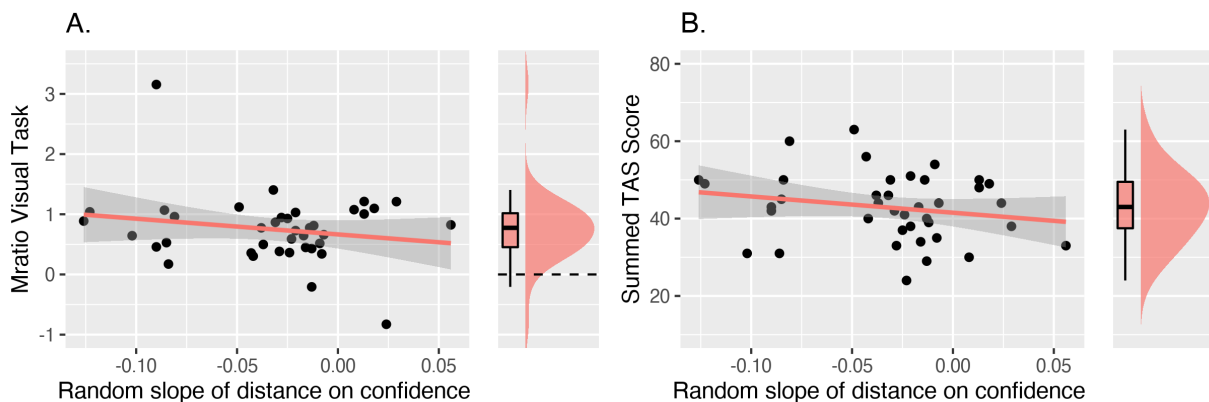 A.
Mratio Visual Task
3
2
1
0
-1
-0.10
-0.05
0.00
0.05
Random slope of distance on confidence
B.
Summed TAS Score
80
60
40
20
-0.10
-0.05
0.00
0.05
Random slope of distance on confidence